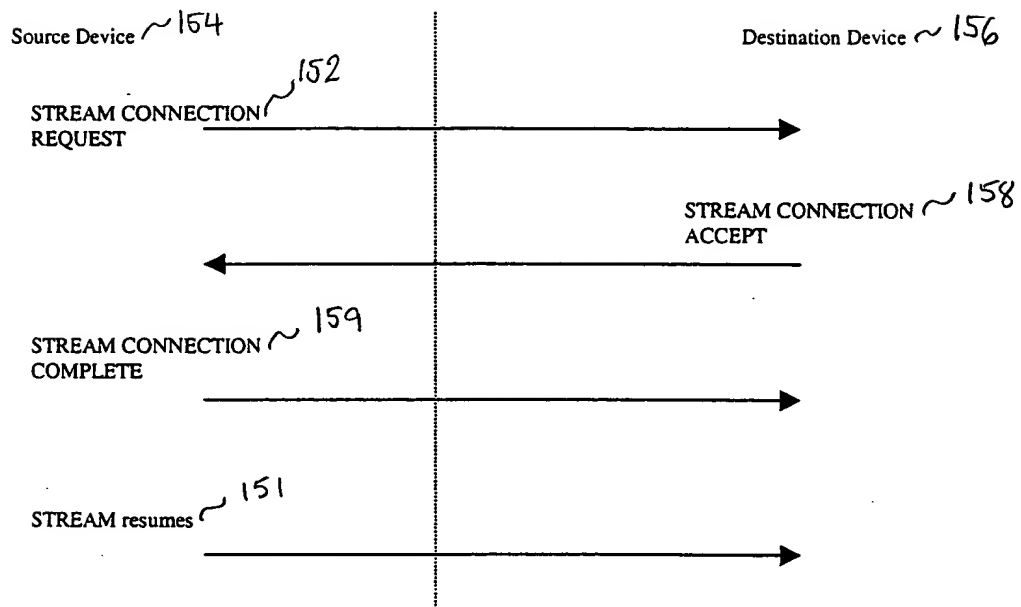 Source Device 154
Destination Device 156
152
STREAM CONNECTION
REQUEST
158
STREAM CONNECTION
ACCEPT
159
STREAM CONNECTION
COMPLETE
151
STREAM resumes